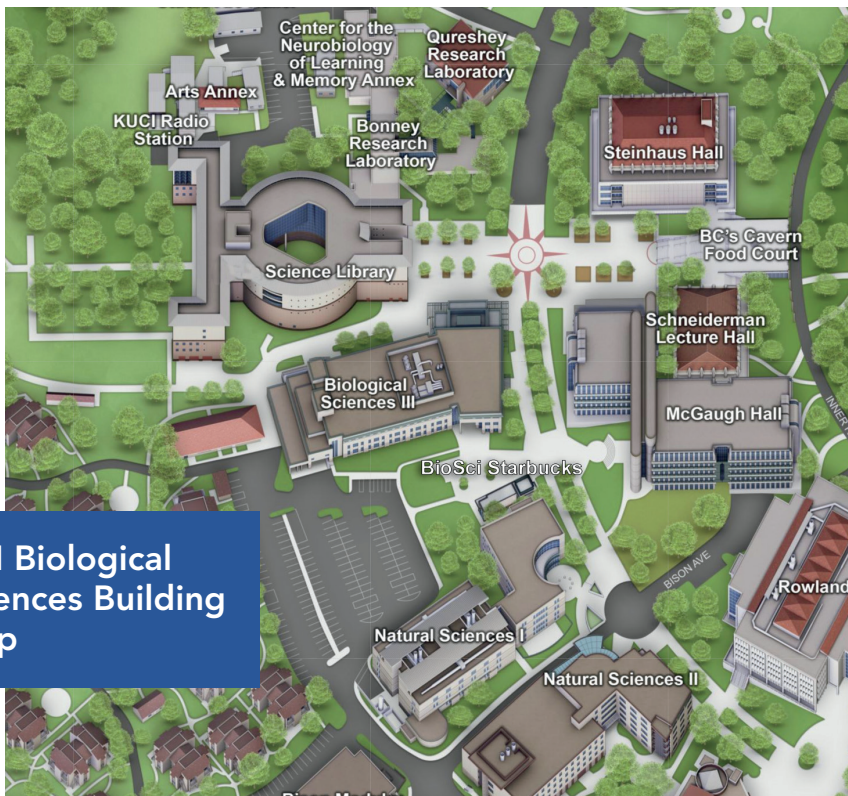 Center for the
Neurobiology
of Learning
& Memory Annex
Qureshey
Research
Laboratory
Arts Annex
KUCI Radio
Station
Bonney
Research
Laboratory
Steinhaus Hall
BC's Cavern
Food Court
Science Library
Schneiderman
Lecture Hall
Biological
Sciences III
McGaugh Hall
INNER
BioSci Starbucks
Biological
ences Building
p
BISON AVE
Rowland
Natural Sciences I
Natural Sciences II